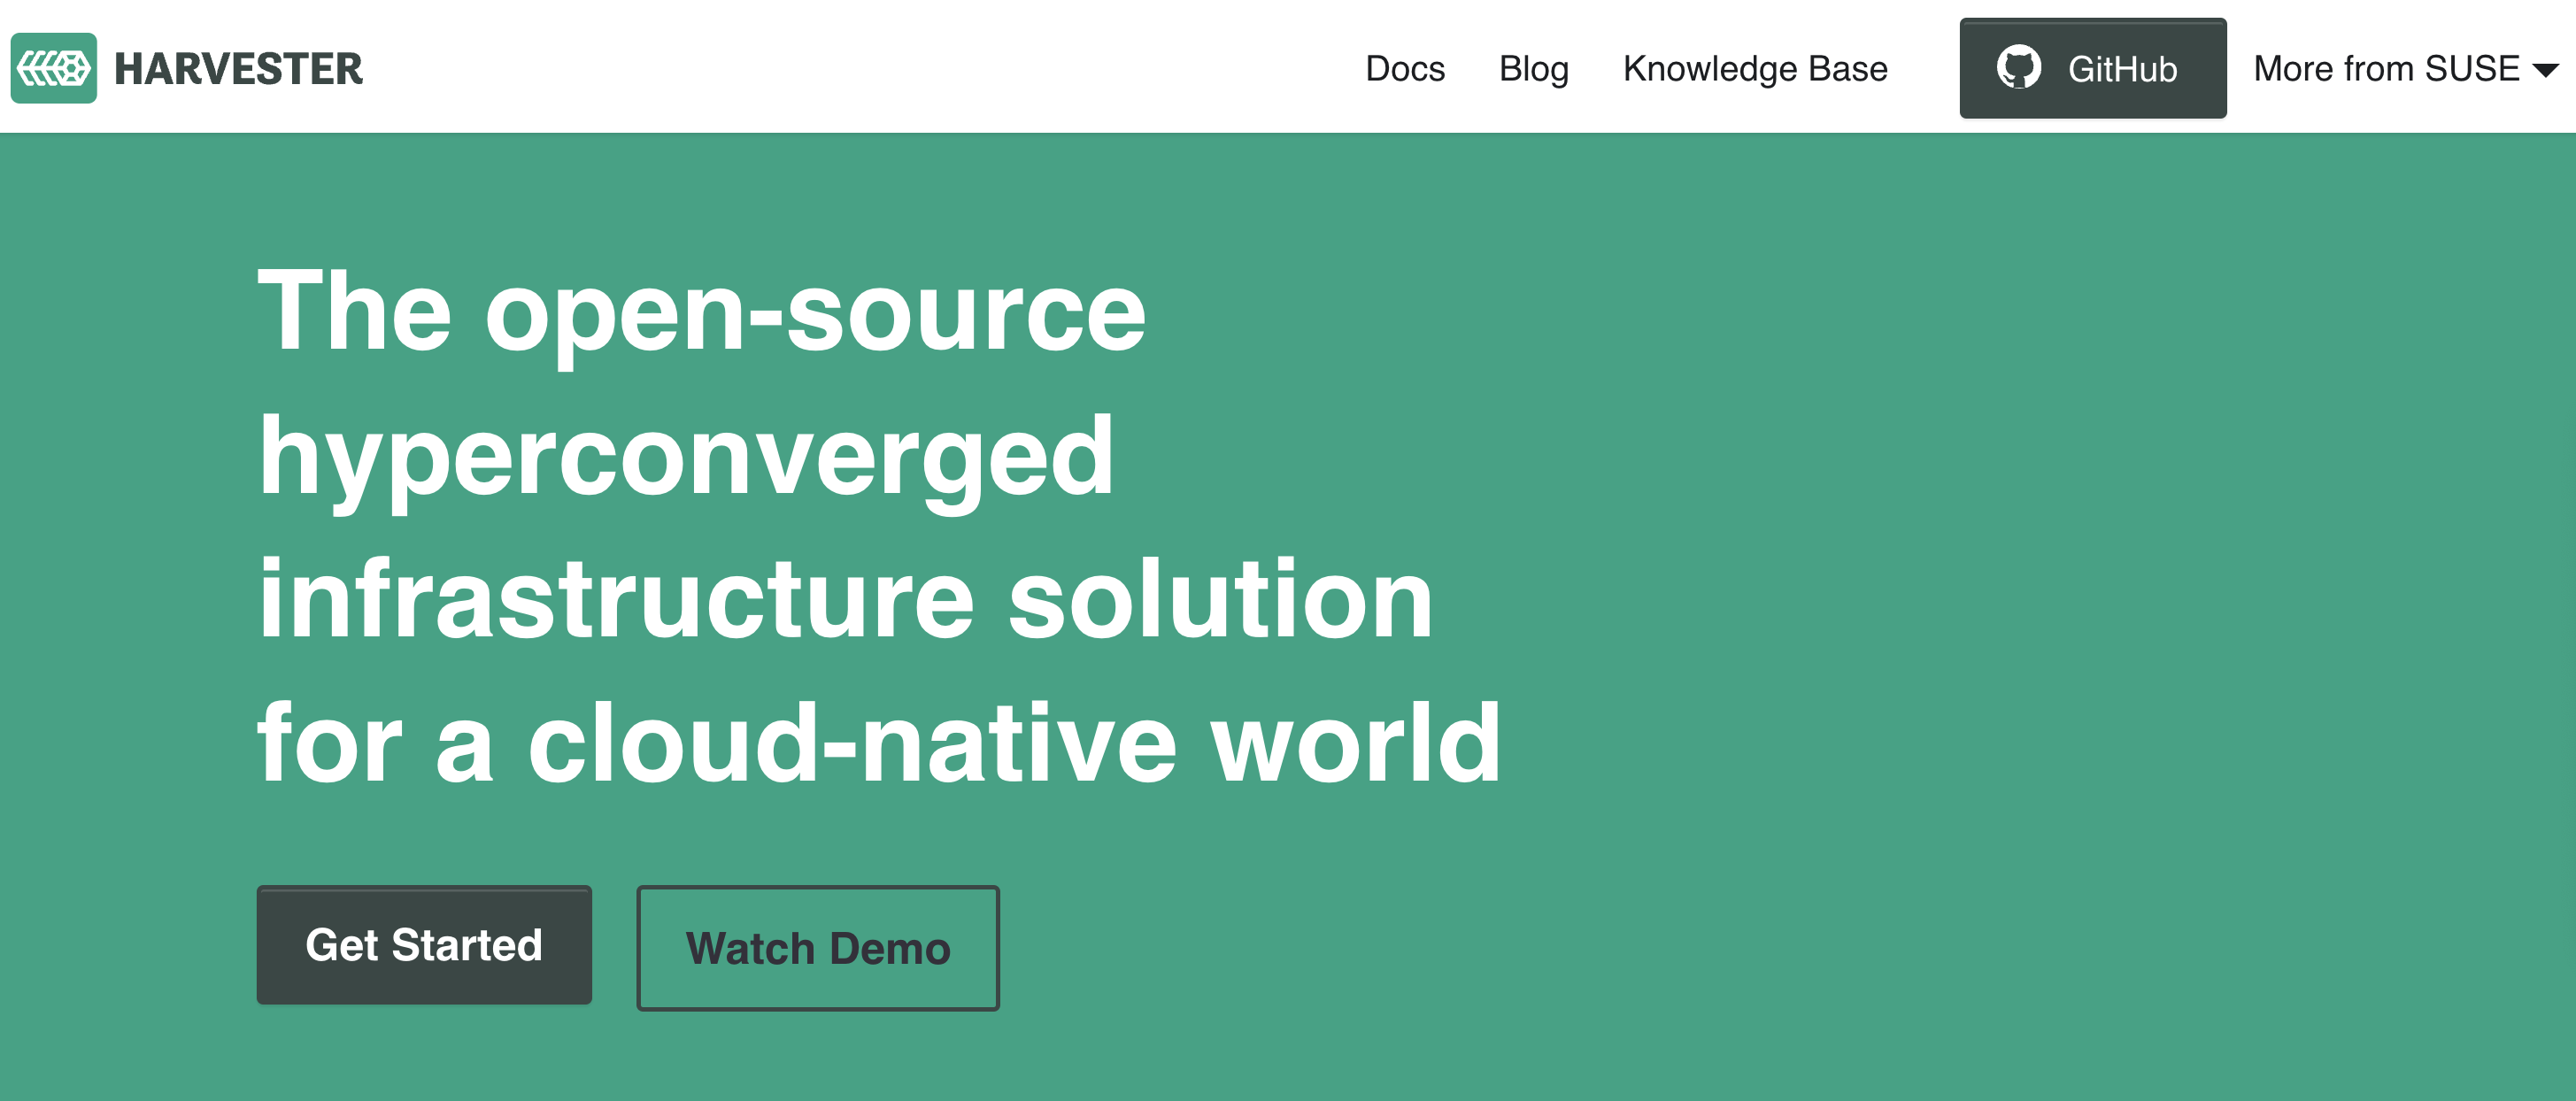 HARVESTER
Docs
Blog
Knowledge Base
GitHub
More from SUSE
The open-source
hyperconverged
infrastructure solution
for a cloud-native world
Get Started
Watch Demo